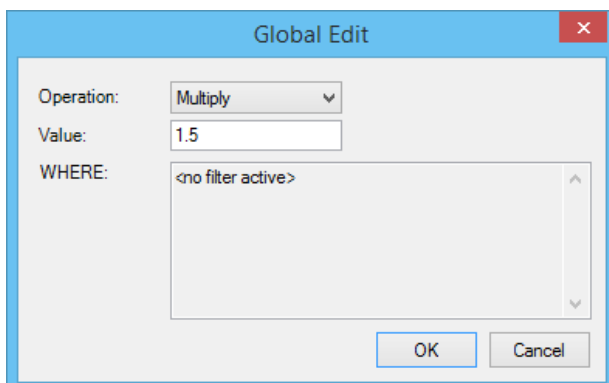 Global Edit
Operation: Multiply
Value: 1.5
WHERE: <no filter active>
OK Cancel